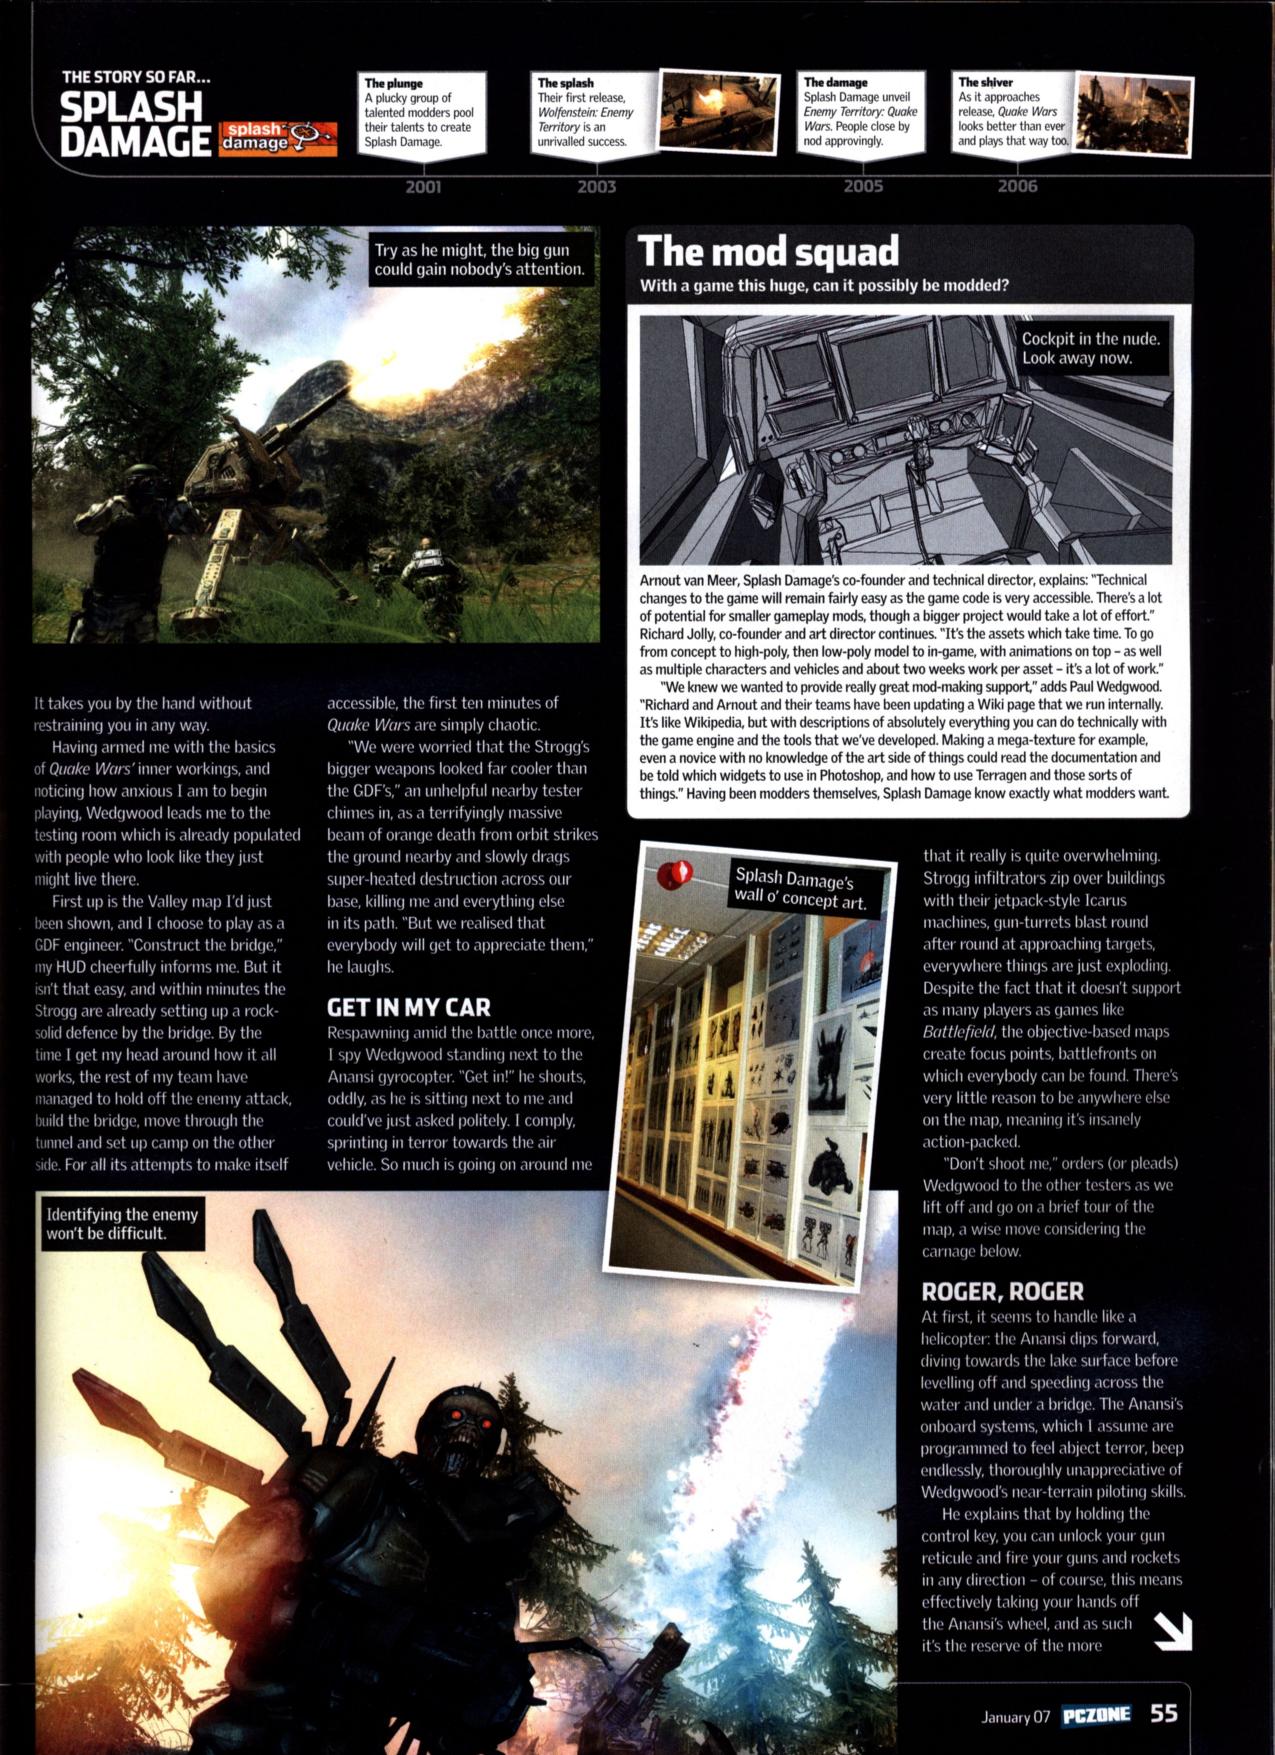 THE STORY SO FAR...
SPLASH
DAMAGE
splash
damage
The plunge
A plucky group of
talented modders pool
their talents to create
Splash Damage.
2001
The splash
Their first release,
Wolfenstein: Enemy
Territory is an
unrivalled success.
2003
The damage
Splash Damage unveil
Enemy Territory: Quake
Wars. People close by
nod approvingly.
2005
The shiver
As it approaches
release, Quake Wars
looks better than ever
and plays that way too.
2006
Try as he might, the big gun
could gain nobody's attention.
It takes you by the hand without
restraining you in any way.
Having armed me with the basics
of Quake Wars' inner workings, and
noticing how anxious I am to begin
playing, Wedgwood leads me to the
testing room which is already populated
with people who look like they just
might live there.
First up is the Valley map I'd just
been shown, and I choose to play as a
GDF engineer. "Construct the bridge,"
my HUD cheerfully informs me. But it
isn't that easy, and within minutes the
Strogg are already setting up a rock-
solid defence by the bridge. By the
time I get my head around how it all
works, the rest of my team have
managed to hold off the enemy attack,
build the bridge, move through the
tunnel and set up camp on the other
side. For all its attempts to make itself
accessible, the first ten minutes of
Quake Wars are simply chaotic.
"We were worried that the Strogg's
bigger weapons looked far cooler than
the GDF's," an unhelpful nearby tester
chimes in, as a terrifyingly massive
beam of orange death from orbit strikes
the ground nearby and slowly drags
super-heated destruction across our
base, killing me and everything else
in its path. "But we realised that
everybody will get to appreciate them,"
he laughs.
GET IN MY CAR
Respawning amid the battle once more,
I spy Wedgwood standing next to the
Anansi gyrocopter. "Get in!" he shouts,
oddly, as he is sitting next to me and
could've just asked politely. I comply,
sprinting in terror towards the air
vehicle. So much is going on around me
The mod squad
With a game this huge, can it possibly be modded?
Cockpit in the nude.
Look away now.
Arnout van Meer, Splash Damage's co-founder and technical director, explains: "Technical
changes to the game will remain fairly easy as the game code is very accessible. There's a lot
of potential for smaller gameplay mods, though a bigger project would take a lot of effort."
Richard Jolly, co-founder and art director continues. "It's the assets which take time. To go
from concept to high-poly, then low-poly model to in-game, with animations on top – as well
as multiple characters and vehicles and about two weeks work per asset – it's a lot of work."
"We knew we wanted to provide really great mod-making support," adds Paul Wedgwood.
"Richard and Arnout and their teams have been updating a Wiki page that we run internally.
It's like Wikipedia, but with descriptions of absolutely everything you can do technically with
the game engine and the tools that we've developed. Making a mega-texture for example,
even a novice with no knowledge of the art side of things could read the documentation and
be told which widgets to use in Photoshop, and how to use Terragen and those sorts of
things." Having been modders themselves, Splash Damage know exactly what modders want.
Splash Damage's
wall o' concept art.
that it really is quite overwhelming.
Strogg infiltrators zip over buildings
with their jetpack-style Icarus
machines, gun-turrets blast round
after round at approaching targets,
everywhere things are just exploding.
Despite the fact that it doesn't support
as many players as games like
Battlefield, the objective-based maps
create focus points, battlefronts on
which everybody can be found. There's
very little reason to be anywhere else
on the map, meaning it's insanely
action-packed.
"Don't shoot me," orders (or pleads)
Wedgwood to the other testers as we
lift off and go on a brief tour of the
map, a wise move considering the
carnage below.
ROGER, ROGER
At first, it seems to handle like a
helicopter: the Anansi dips forward,
diving towards the lake surface before
levelling off and speeding across the
water and under a bridge. The Anansi's
onboard systems, which I assume are
programmed to feel abject terror, beep
endlessly, thoroughly unappreciative of
Wedgwood's near-terrain piloting skills.
He explains that by holding the
control key, you can unlock your gun
reticule and fire your guns and rockets
in any direction – of course, this means
effectively taking your hands off
the Anansi's wheel, and as such
it's the reserve of the more
Identifying the enemy
won't be difficult.
January 07 PCZONE 55